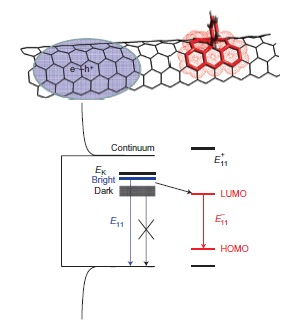 e⁻ h⁺
Continuum
E₁₁⁺
E_K
Bright
Dark
LUMO
E₁₁
E₁₁⁻
HOMO